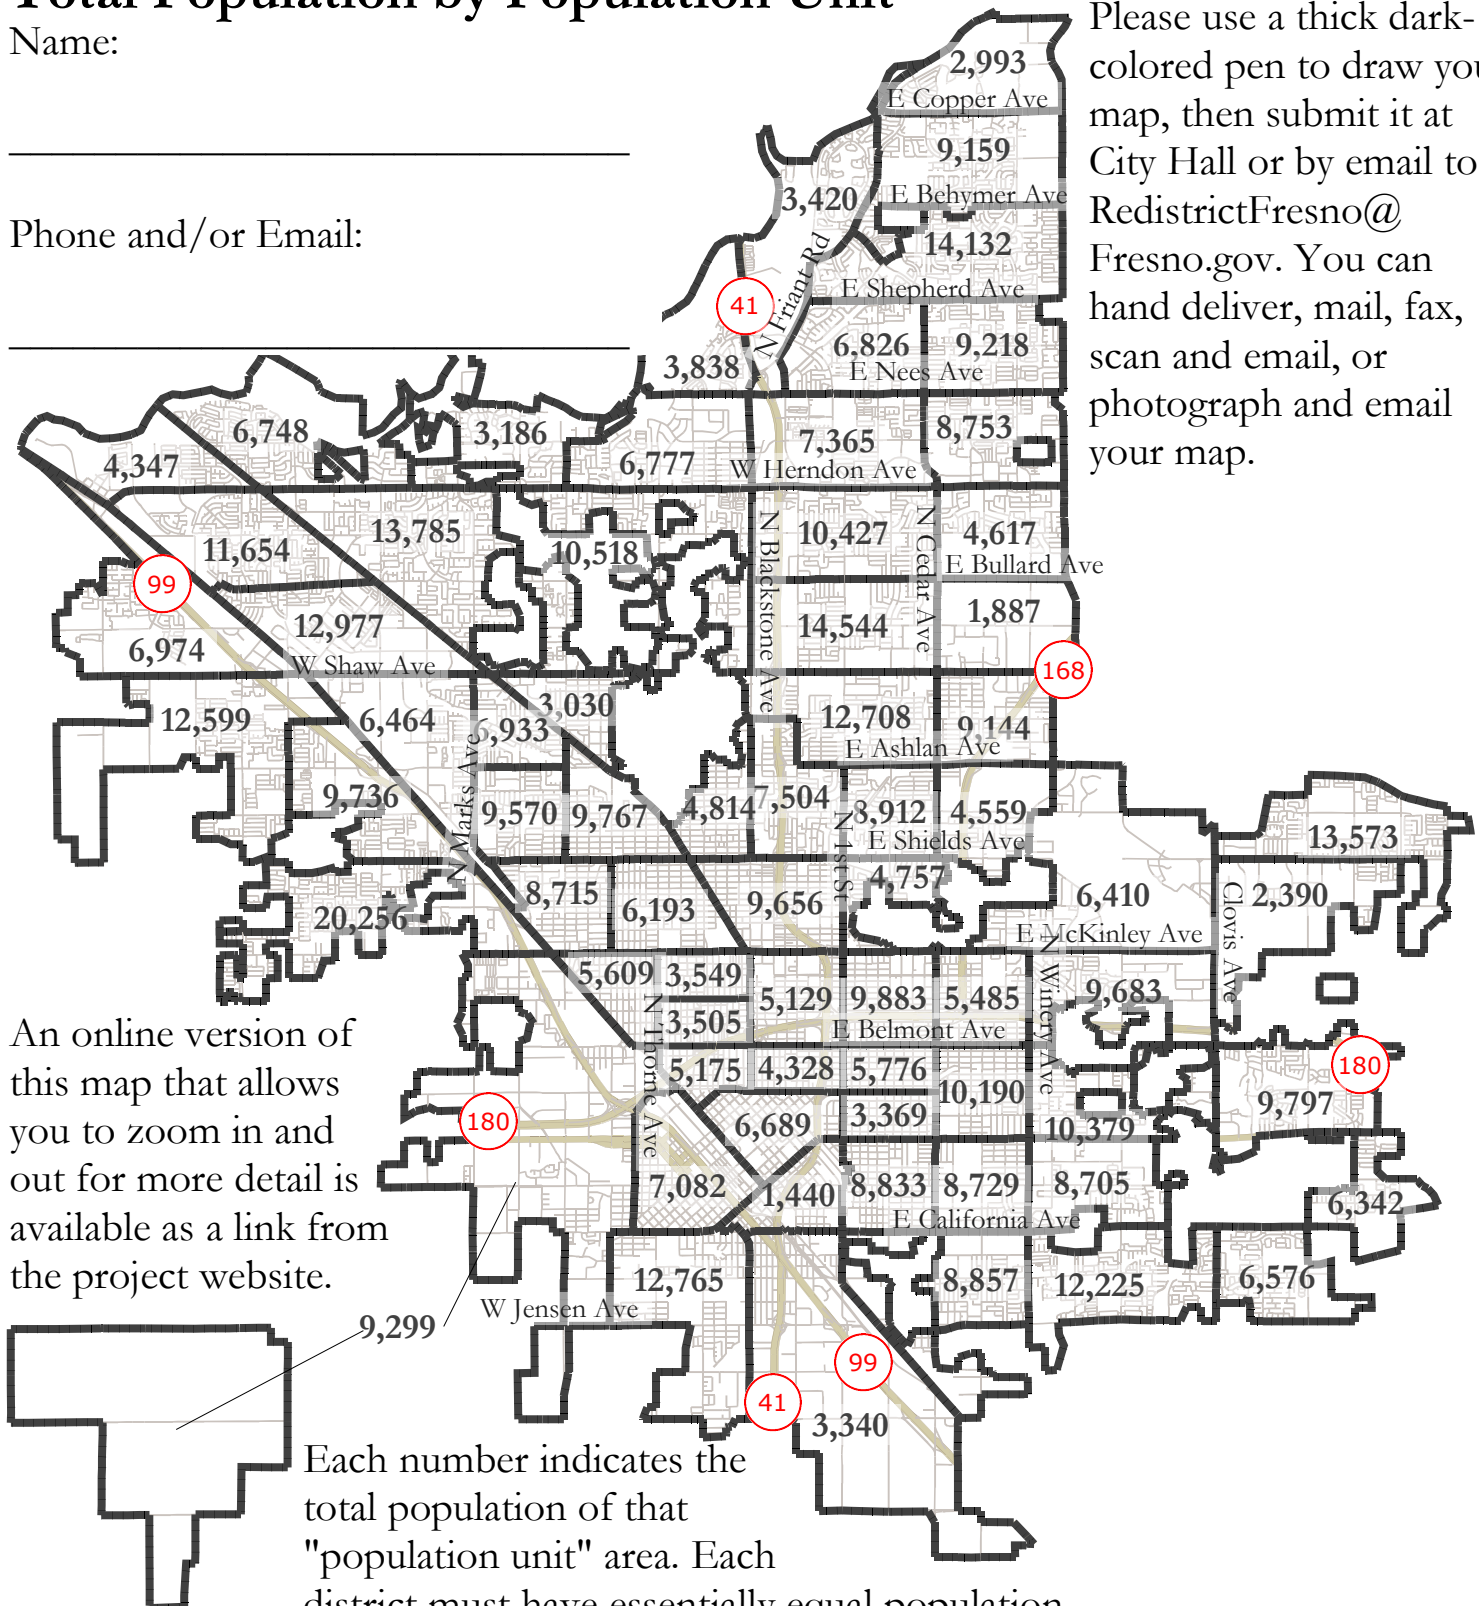 Total Population by Population Unit
Name:
Phone and/or Email:
Please use a thick dark-
colored pen to draw you
map, then submit it at
City Hall or by email to
RedistrictFresno@
Fresno.gov. You can
hand deliver, mail, fax,
scan and email, or
photograph and email
your map.
2,993
E Copper Ave
9,159
3,420
E Behymer Ave
14,132
N Friant Rd
E Shepherd Ave
41
6,826
9,218
3,838
E Nees Ave
6,748
3,186
7,365
8,753
4,347
6,777
W Herndon Ave
13,785
10,427
4,617
11,654
10,518
N Blackstone Ave
N Cedar Ave
E Bullard Ave
99
12,977
14,544
1,887
6,974
W Shaw Ave
168
12,599
6,464
6,933
3,030
12,708
9,144
E Ashlan Ave
N Marks Ave
9,736
9,570
9,767
4,814
7,504
8,912
4,559
N 1st St
E Shields Ave
13,573
8,715
6,193
9,656
4,757
6,410
2,390
20,256
E McKinley Ave
Clovis Ave
5,609
3,549
5,129
9,883
5,485
N Winery Ave
9,683
3,505
N Thorne Ave
E Belmont Ave
5,175
4,328
5,776
10,190
180
9,797
180
6,689
3,369
10,379
7,082
1,440
8,833
8,729
8,705
6,342
E California Ave
12,765
8,857
12,225
6,576
W Jensen Ave
9,299
99
41
3,340
An online version of
this map that allows
you to zoom in and
out for more detail is
available as a link from
the project website.
Each number indicates the
total population of that
"population unit" area. Each
district must have essentially equal population